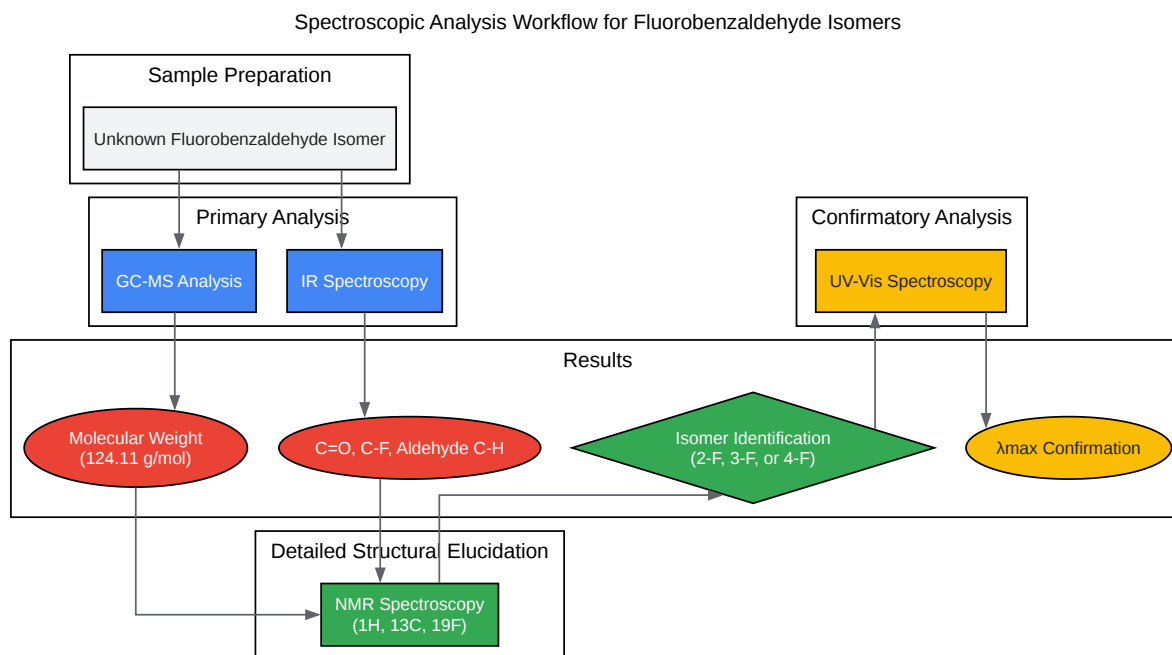 Spectroscopic Analysis Workflow for Fluorobenzaldehyde Isomers
Sample Preparation
Unknown Fluorobenzaldehyde Isomer
Primary Analysis
GC-MS Analysis
IR Spectroscopy
Confirmatory Analysis
UV-Vis Spectroscopy
Results
Molecular Weight
(124.11 g/mol)
C=O, C-F, Aldehyde C-H
Isomer Identification
(2-F, 3-F, or 4-F)
λmax Confirmation
Detailed Structural Elucidation
NMR Spectroscopy
(1H, 13C, 19F)